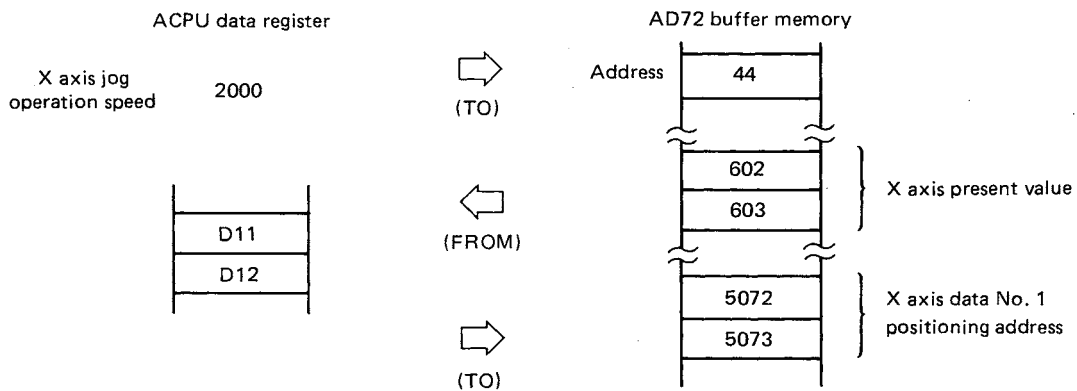 ACPU data register
AD72 buffer memory
X axis jog
operation speed
2000
(TO)
Address
44
602
603
X axis present value
(FROM)
D11
D12
5072
5073
X axis data No. 1
positioning address
(TO)